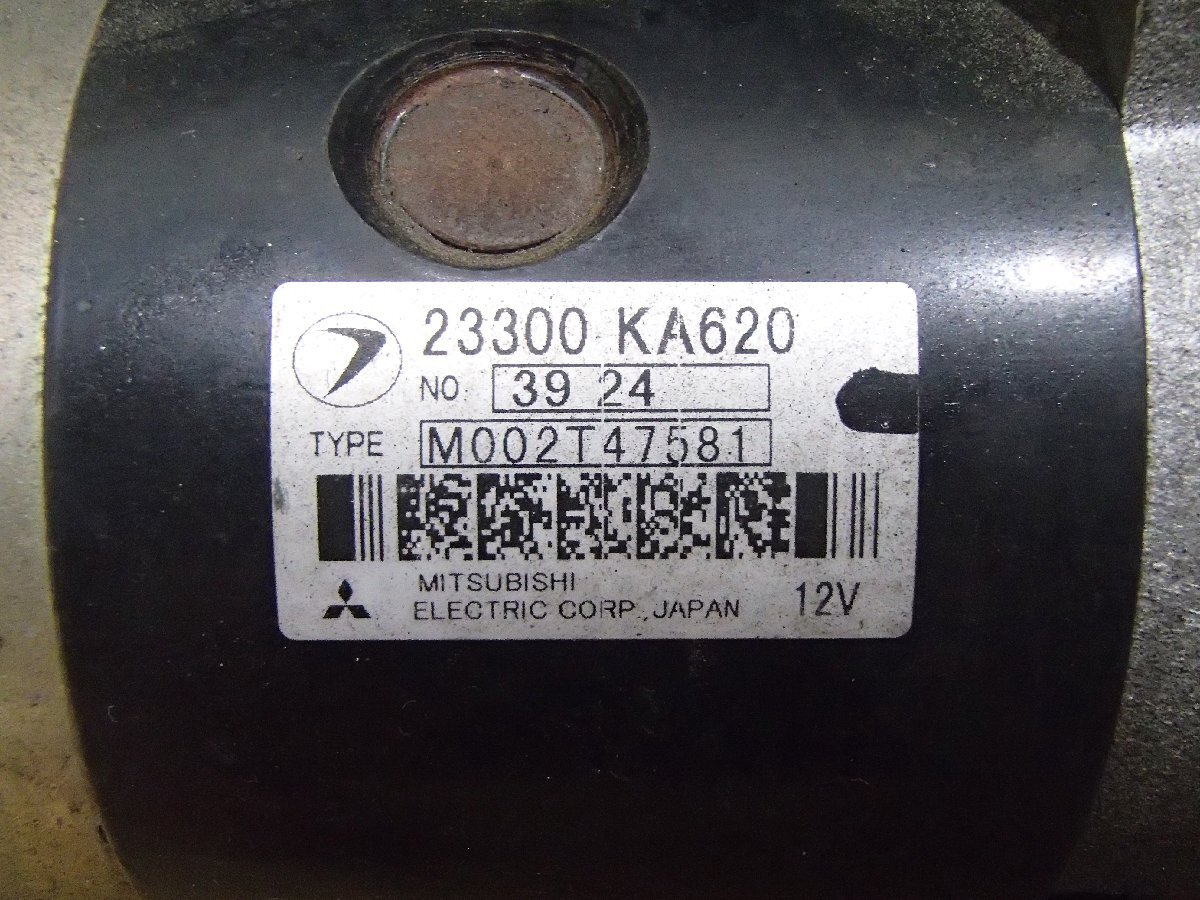 23300 KA620
NO 39 24
TYPE M002T47581
MITSUBISHI
ELECTRIC CORP. JAPAN 12V